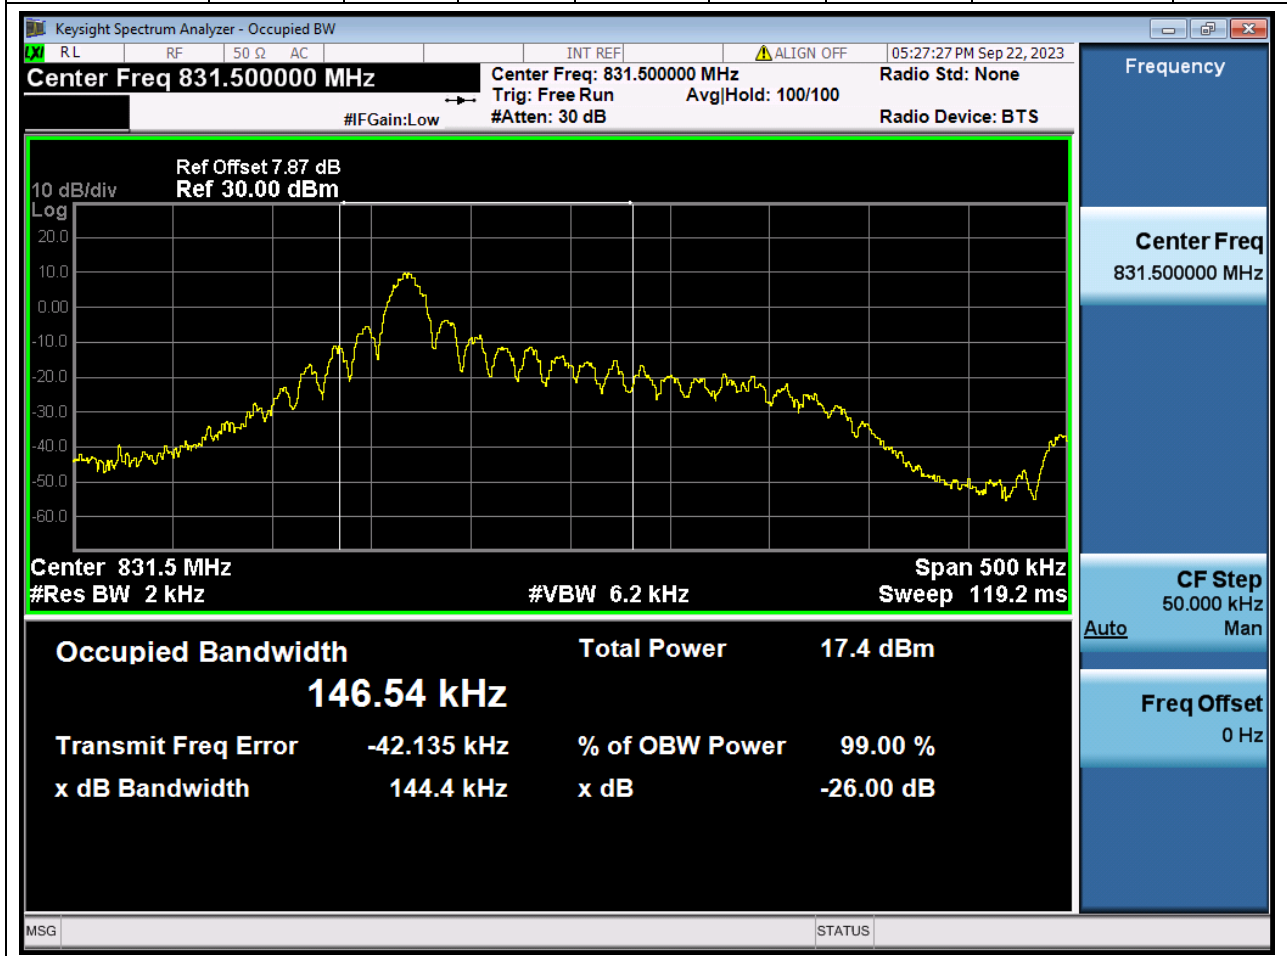 Keysight Spectrum Analyzer - Occupied BW
LXI RL RF 50 Ω AC INT REF ALIGN OFF 05:27:27 PM Sep 22, 2023
Center Freq 831.500000 MHz
Center Freq: 831.500000 MHz Radio Std: None
Trig: Free Run Avg|Hold: 100/100
#IFGain:Low #Atten: 30 dB Radio Device: BTS
Ref Offset 7.87 dB
10 dB/div Ref 30.00 dBm
Log
20.0
10.0
0.00
-10.0
-20.0
-30.0
-40.0
-50.0
-60.0
Center 831.5 MHz Span 500 kHz
#Res BW 2 kHz #VBW 6.2 kHz Sweep 119.2 ms
Occupied Bandwidth Total Power 17.4 dBm
146.54 kHz
Transmit Freq Error -42.135 kHz % of OBW Power 99.00 %
x dB Bandwidth 144.4 kHz x dB -26.00 dB
Frequency
Center Freq
831.500000 MHz
CF Step
50.000 kHz
Auto Man
Freq Offset
0 Hz
MSG STATUS